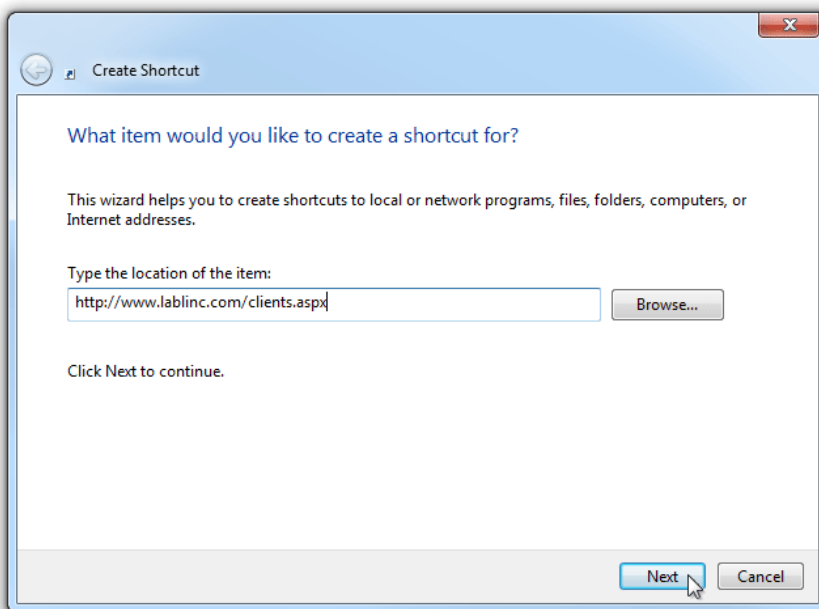 Create Shortcut
What item would you like to create a shortcut for?
This wizard helps you to create shortcuts to local or network programs, files, folders, computers, or
Internet addresses.
Type the location of the item:
http://www.lablinc.com/clients.aspx
Browse...
Click Next to continue.
Next
Cancel